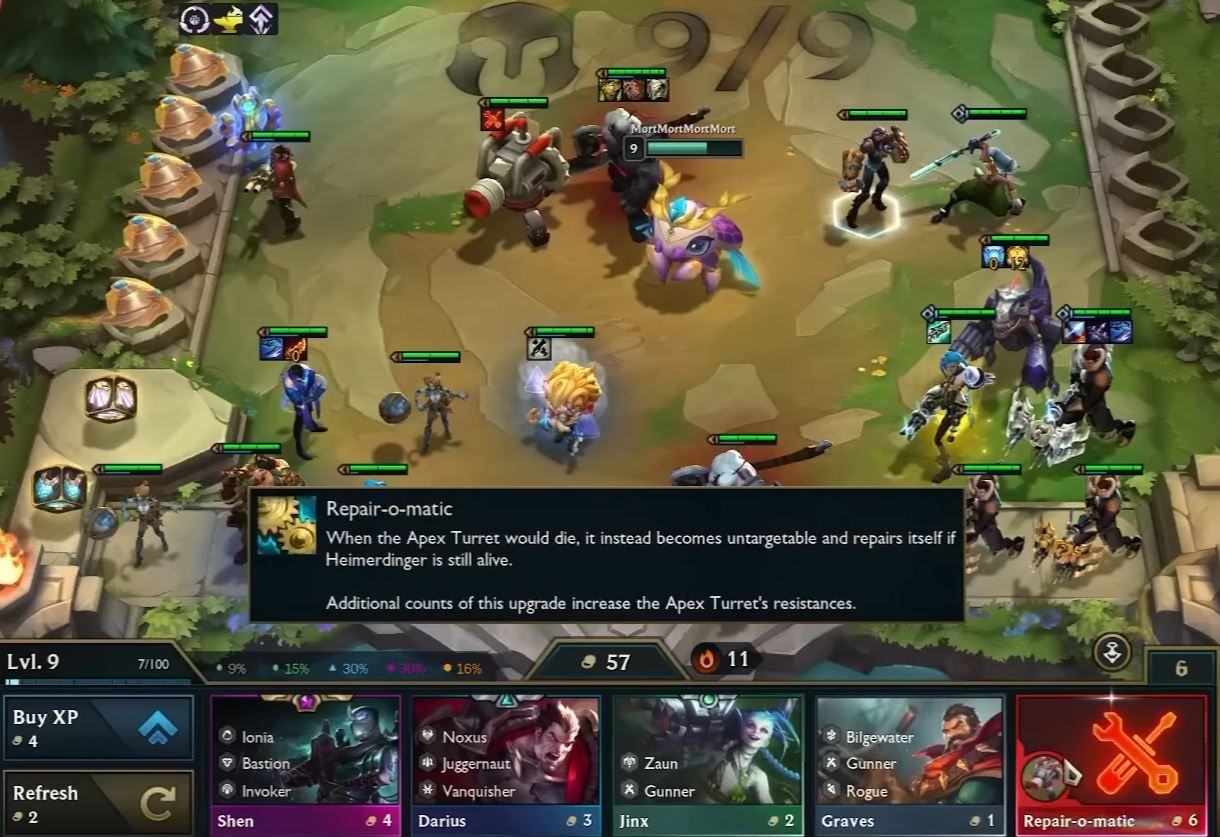 9/9
MortMortMortMort
9
0
12
0
Repair-o-matic
When the Apex Turret would die, it instead becomes untargetable and repairs itself if
Heimerdinger is still alive.
Additional counts of this upgrade increase the Apex Turret's resistances.
Lvl. 9
7/100
9% 15% 30% 30% 16%
57
11
6
Buy XP
4
Refresh
2
Ionia
Bastion
Invoker
Shen 4
Noxus
Juggernaut
Vanquisher
Darius 3
Zaun
Gunner
Jinx 2
Bilgewater
Gunner
Rogue
Graves 1
Repair-o-matic 6